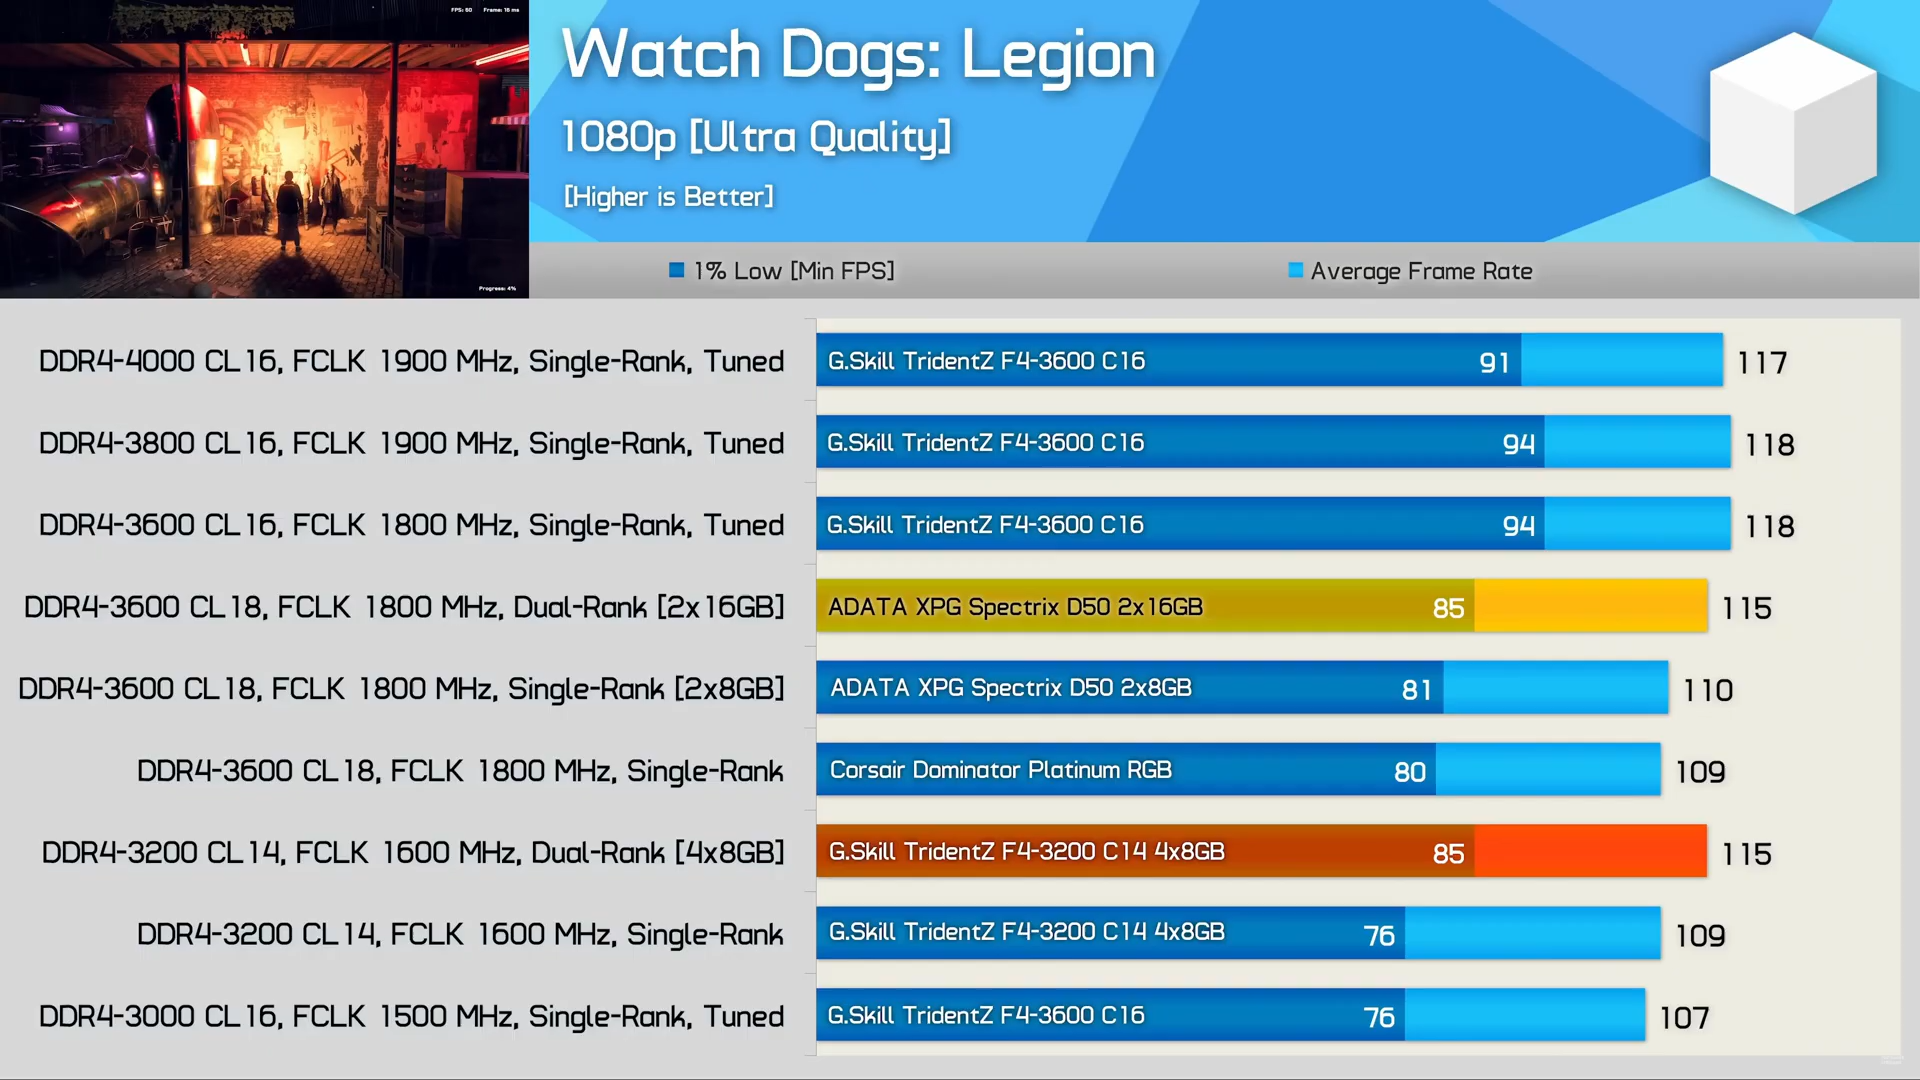 FPS: 60 Frame: 16 ms
Progress: 4%
Watch Dogs: Legion
1080p [Ultra Quality]
[Higher is Better]
1% Low [Min FPS] Average Frame Rate
DDR4-4000 CL16, FCLK 1900 MHz, Single-Rank, Tuned G.Skill TridentZ F4-3600 C16 91 117
DDR4-3800 CL16, FCLK 1900 MHz, Single-Rank, Tuned G.Skill TridentZ F4-3600 C16 94 118
DDR4-3600 CL16, FCLK 1800 MHz, Single-Rank, Tuned G.Skill TridentZ F4-3600 C16 94 118
DDR4-3600 CL18, FCLK 1800 MHz, Dual-Rank [2x16GB] ADATA XPG Spectrix D50 2x16GB 85 115
DDR4-3600 CL18, FCLK 1800 MHz, Single-Rank [2x8GB] ADATA XPG Spectrix D50 2x8GB 81 110
DDR4-3600 CL18, FCLK 1800 MHz, Single-Rank Corsair Dominator Platinum RGB 80 109
DDR4-3200 CL14, FCLK 1600 MHz, Dual-Rank [4x8GB] G.Skill TridentZ F4-3200 C14 4x8GB 85 115
DDR4-3200 CL14, FCLK 1600 MHz, Single-Rank G.Skill TridentZ F4-3200 C14 4x8GB 76 109
DDR4-3000 CL16, FCLK 1500 MHz, Single-Rank, Tuned G.Skill TridentZ F4-3600 C16 76 107